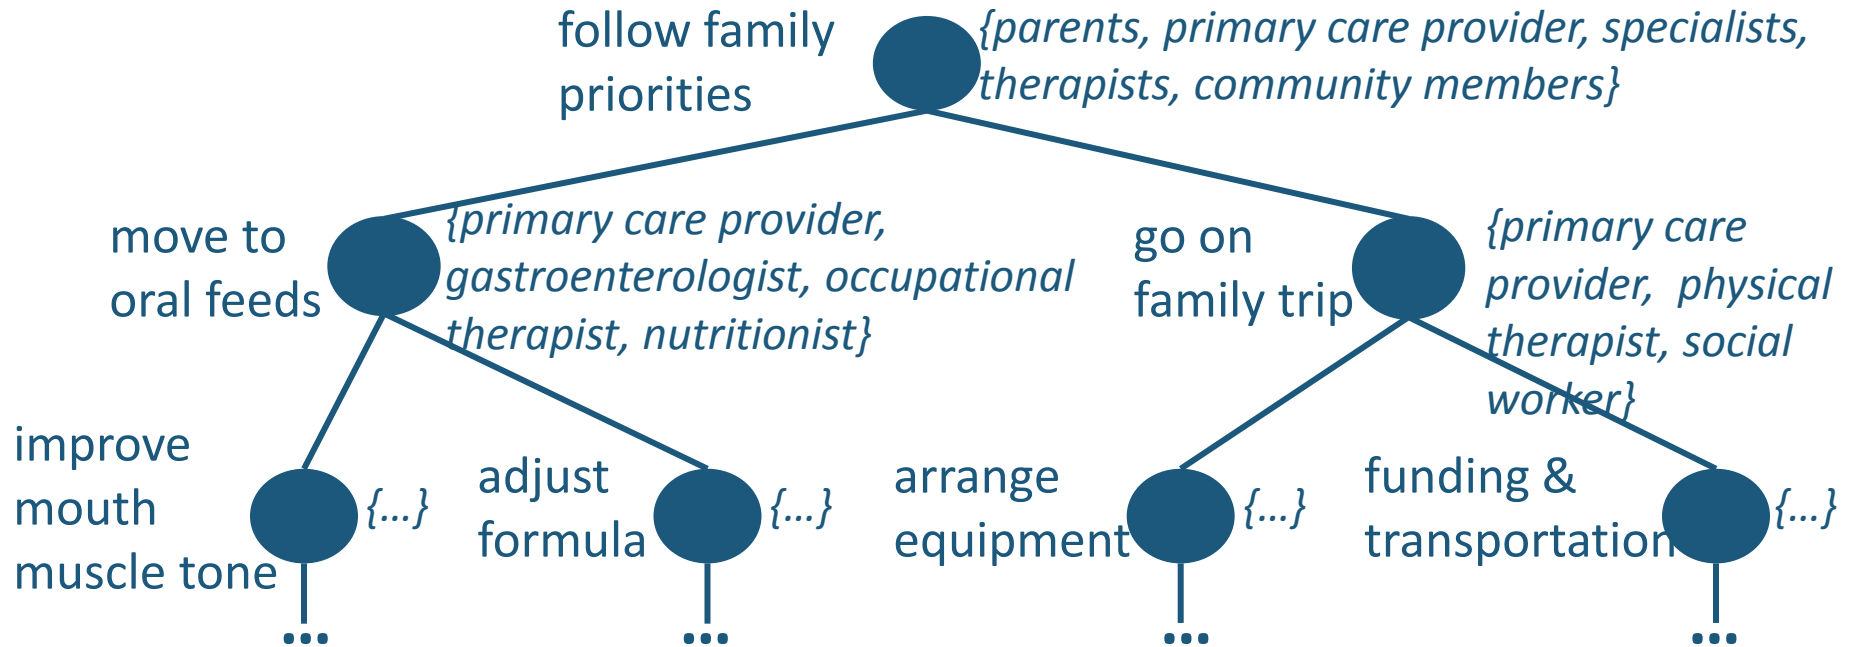 follow family
priorities
{parents, primary care provider, specialists,
therapists, community members}
move to
oral feeds
{primary care provider,
gastroenterologist, occupational
therapist, nutritionist}
go on
family trip
{primary care
provider, physical
therapist, social
worker}
improve
mouth
muscle tone
{...}
adjust
formula
{...}
arrange
equipment
{...}
funding &
transportation
{...}
...
...
...
...